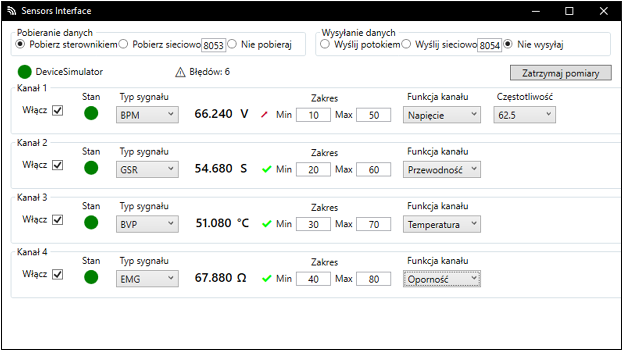 Sensors Interface
Pobieranie danych
Pobierz sterownikiem Pobierz sieciowo 8053 Nie pobieraj
Wysyłanie danych
Wyślij potokiem Wyślij sieciowo 8054 Nie wysyłaj
DeviceSimulator Błędów: 6 Zatrzymaj pomiary
Kanał 1
Stan Typ sygnału Zakres Funkcja kanału Częstotliwość
Włącz BPM 66.240 V Min 10 Max 50 Napięcie 62.5
Kanał 2
Stan Typ sygnału Zakres Funkcja kanału
Włącz GSR 54.680 S Min 20 Max 60 Przewodność
Kanał 3
Stan Typ sygnału Zakres Funkcja kanału
Włącz BVP 51.080 °C Min 30 Max 70 Temperatura
Kanał 4
Stan Typ sygnału Zakres Funkcja kanału
Włącz EMG 67.880 Ω Min 40 Max 80 Oporność